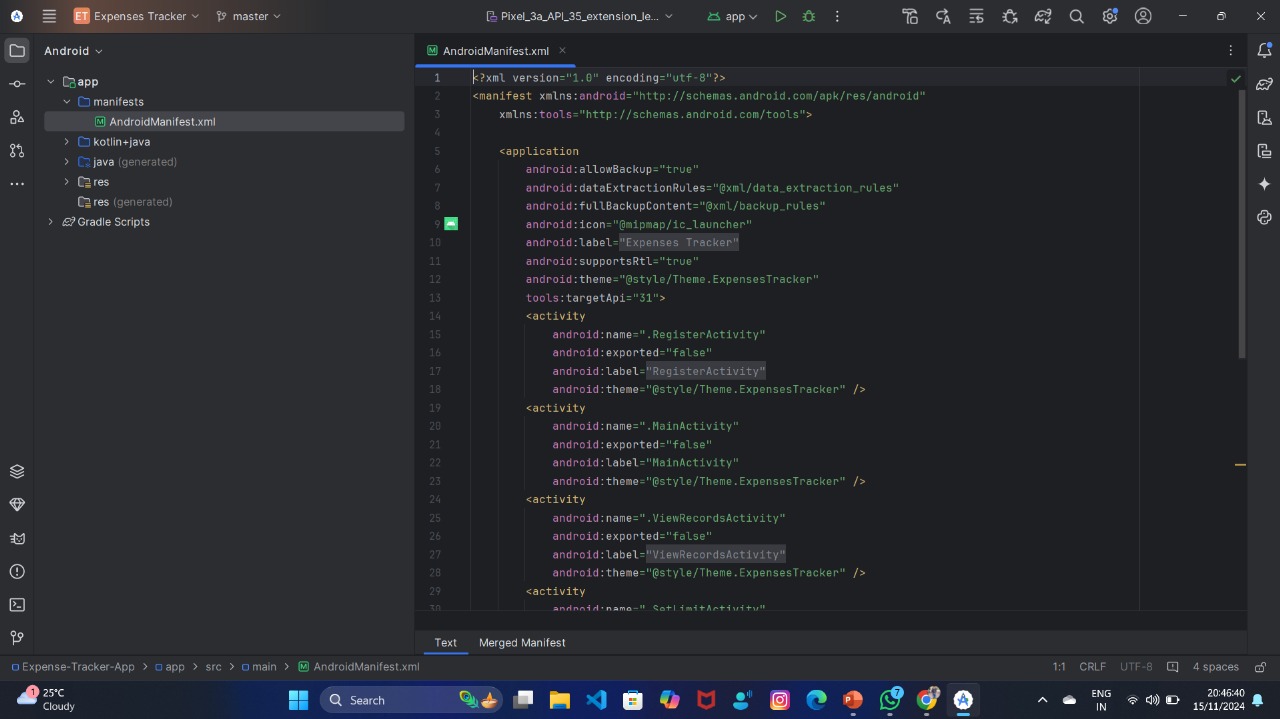 ET Expenses Tracker
master
Pixel_3a_API_35_extension_le...
app
Android
app
manifests
AndroidManifest.xml
kotlin+java
java (generated)
res
res (generated)
Gradle Scripts
AndroidManifest.xml
1 <?xml version="1.0" encoding="utf-8"?>
2 <manifest xmlns:android="http://schemas.android.com/apk/res/android"
3 xmlns:tools="http://schemas.android.com/tools">
4
5 <application
6 android:allowBackup="true"
7 android:dataExtractionRules="@xml/data_extraction_rules"
8 android:fullBackupContent="@xml/backup_rules"
9 android:icon="@mipmap/ic_launcher"
10 android:label="Expenses Tracker"
11 android:supportsRtl="true"
12 android:theme="@style/Theme.ExpensesTracker"
13 tools:targetApi="31">
14 <activity
15 android:name=".RegisterActivity"
16 android:exported="false"
17 android:label="RegisterActivity"
18 android:theme="@style/Theme.ExpensesTracker" />
19 <activity
20 android:name=".MainActivity"
21 android:exported="false"
22 android:label="MainActivity"
23 android:theme="@style/Theme.ExpensesTracker" />
24 <activity
25 android:name=".ViewRecordsActivity"
26 android:exported="false"
27 android:label="ViewRecordsActivity"
28 android:theme="@style/Theme.ExpensesTracker" />
29 <activity
30 android:name=".SetLimitActivity"
Text Merged Manifest
Expense-Tracker-App > app > src > main > AndroidManifest.xml
1:1 CRLF UTF-8 4 spaces
1
25°C
Cloudy
Search
7
ENG
IN
20:46:40
15/11/2024